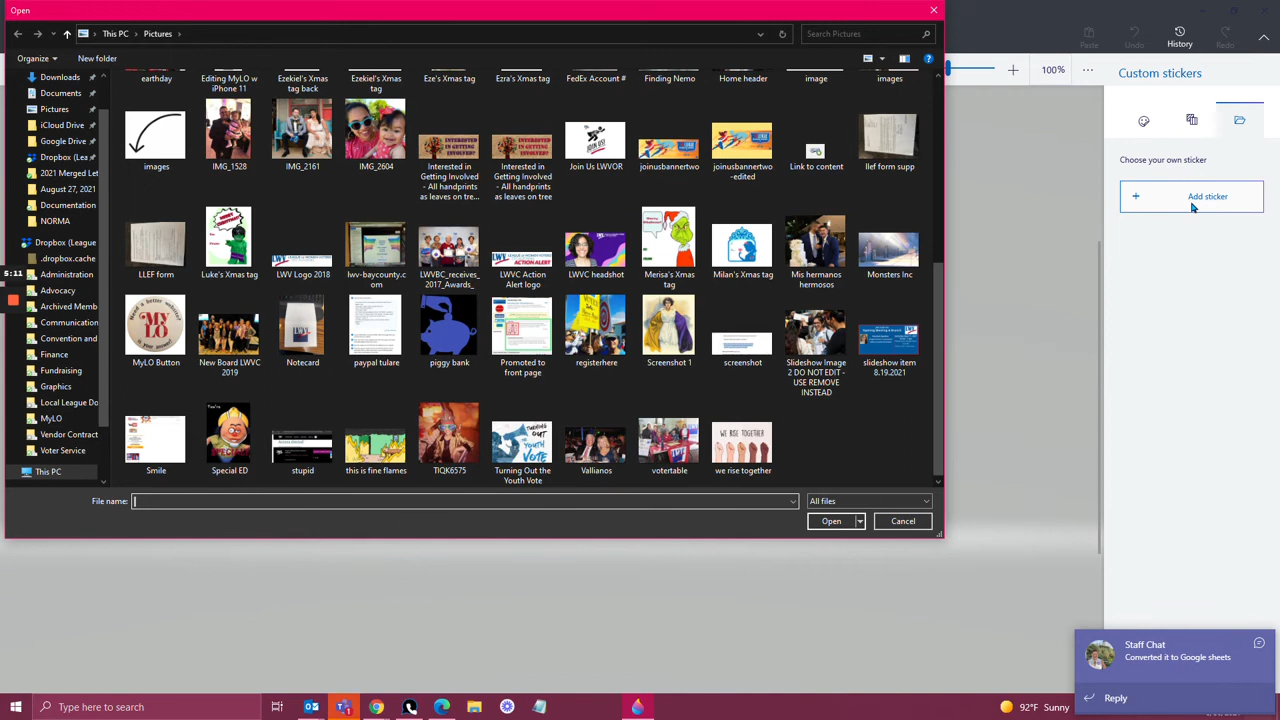 Open
This PC
Pictures
Search Pictures
Organize
New folder
Paste
Undo
History
Redo
100%
Custom stickers
Choose your own sticker
Add sticker
Downloads
Documents
Pictures
iCloud Drive
Google Drive
Dropbox (Lea
2021 Merged Let
August 27, 2021
Documentation
NORMA
Dropbox (League
.dropbox.cache
Administration
Advocacy
Archived Memb
Communication
Convention and
Finance
Fundraising
Graphics
Local League Do
MyLO
Vendor Contract
Voter Service
This PC
5:11
earthday
Editing MyLO w iPhone 11
Ezekiel's Xmas tag back
Ezekiel's Xmas tag
Eze's Xmas tag
Ezra's Xmas tag
FedEx Account #
Finding Nemo
Home header
image
images
images
IMG_1528
IMG_2161
IMG_2604
Interested in Getting Involved - All handprints as leaves on tree...
Interested in Getting Involved - All handprints as leaves on tree
Join Us LWVOR
joinusbannertwo
joinusbannertwo -edited
Link to content
llef form supp
LLEF form
Luke's Xmas tag
LWV Logo 2018
lwv-baycounty.com
LWVBC_receives_2017_Awards_
LWVC Action Alert logo
LWVC headshot
Merisa's Xmas tag
Milan's Xmas tag
Mis hermanos hermosos
Monsters Inc
MyLO Button
New Board LWVC 2019
Notecard
paypal tulare
piggy bank
Promoted to front page
registerhere
Screenshot 1
screenshot
Slideshow Image 2 DO NOT EDIT - USE REMOVE INSTEAD
slideshow item 8.19.2021
Smile
Special ED
stupid
this is fine flames
TIQK6575
Turning Out the Youth Vote
Vallianos
votertable
we rise together
File name:
All files
Open
Cancel
Staff Chat
Converted it to Google sheets
Reply
Type here to search
92°F Sunny